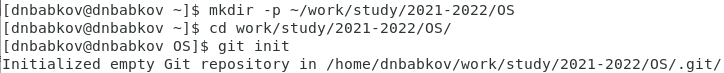 [dnbabkov@dnbabkov ~]$ mkdir -p ~/work/study/2021-2022/OS
[dnbabkov@dnbabkov ~]$ cd work/study/2021-2022/OS/
[dnbabkov@dnbabkov OS]$ git init
Initialized empty Git repository in /home/dnbabkov/work/study/2021-2022/OS/.git/